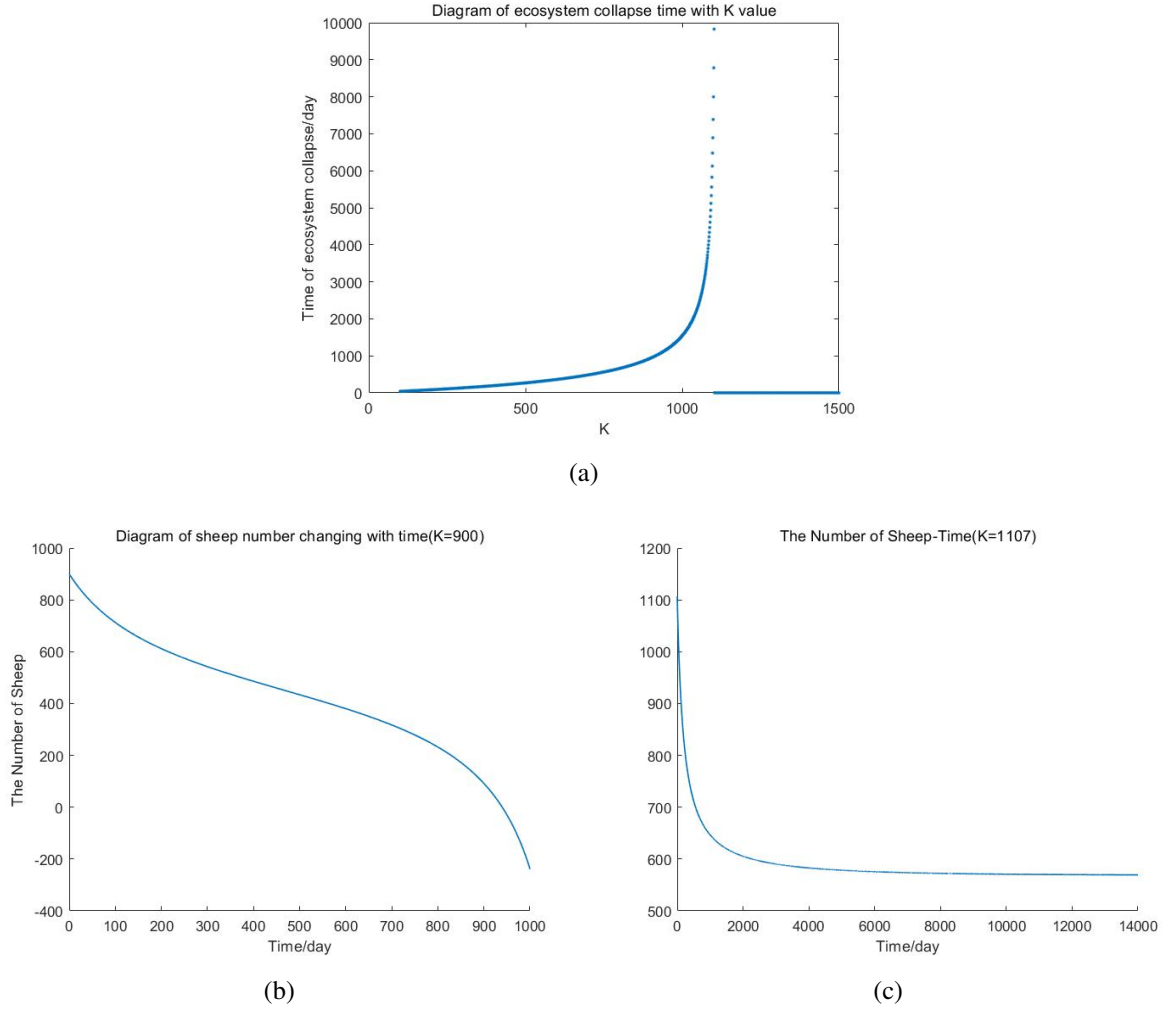 Diagram of ecosystem collapse time with K value
10000
9000
8000
7000
6000
5000
4000
3000
2000
1000
0
Time of ecosystem collapse/day
0 500 1000 1500
K
(a)
Diagram of sheep number changing with time(K=900)
1000
800
600
400
200
0
-200
-400
The Number of Sheep
0 100 200 300 400 500 600 700 800 900 1000
Time/day
(b)
The Number of Sheep-Time(K=1107)
1200
1100
1000
900
800
700
600
500
0 2000 4000 6000 8000 10000 12000 14000
Time/day
(c)